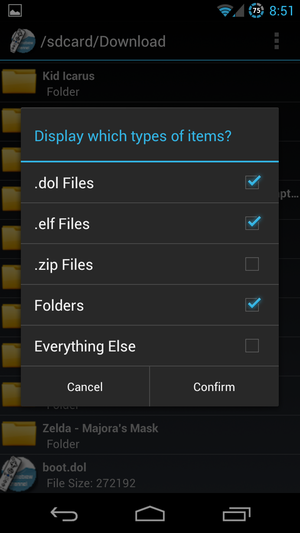 75
8:51
/sdcard/Download
Kid Icarus
Folder
Display which types of items?
.dol Files
.elf Files
.zip Files
Folders
Everything Else
Cancel
Confirm
Zelda - Majora's Mask
Folder
boot.dol
File Size: 272192